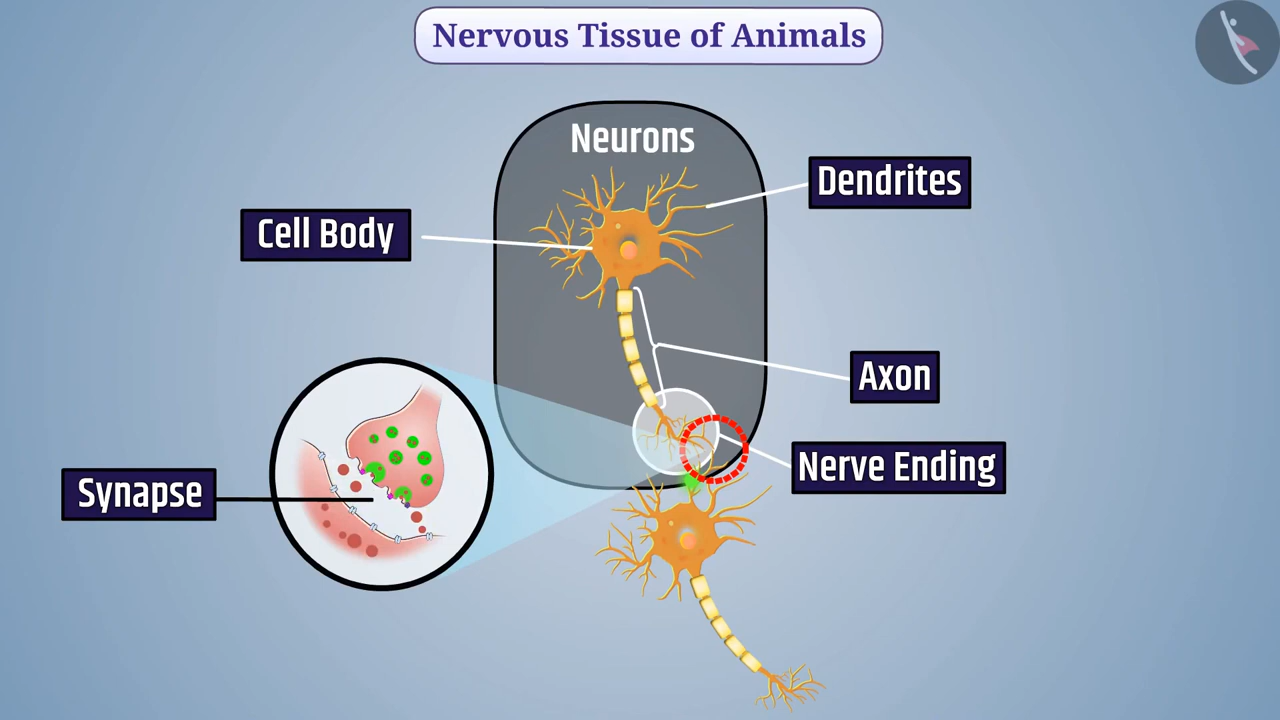 Nervous Tissue of Animals
Neurons
Dendrites
Cell Body
Axon
Nerve Ending
Synapse